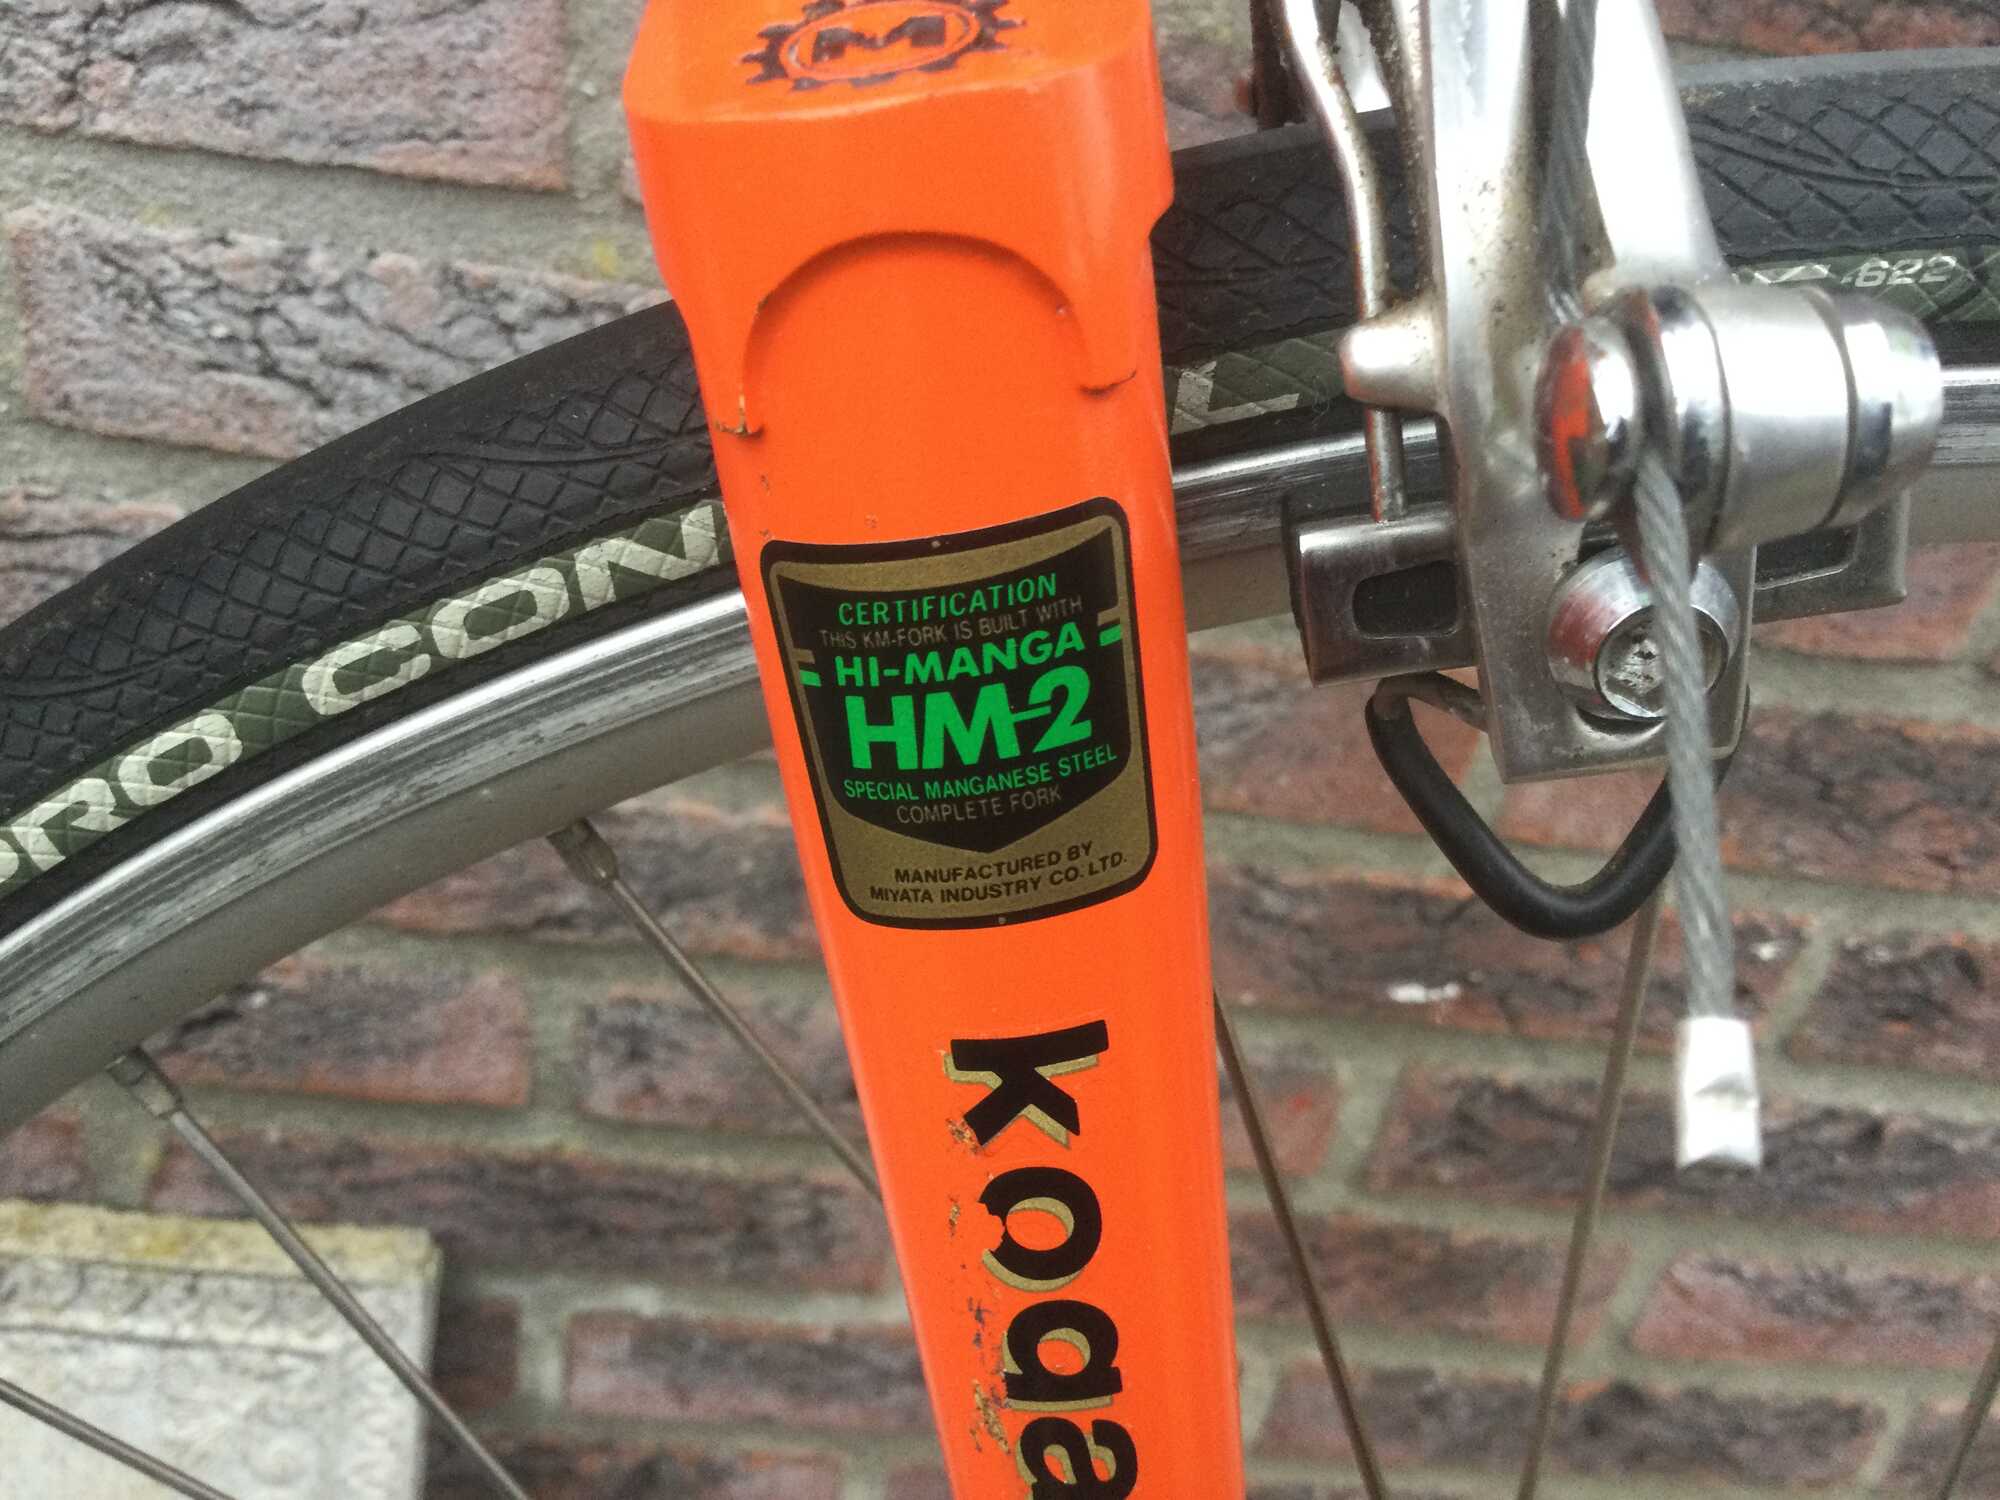 M
622
PRO CON
L
CERTIFICATION
THIS KM-FORK IS BUILT WITH
HI-MANGA
HM-2
SPECIAL MANGANESE STEEL
COMPLETE FORK
MANUFACTURED BY
MIYATA INDUSTRY CO. LTD.
Koga